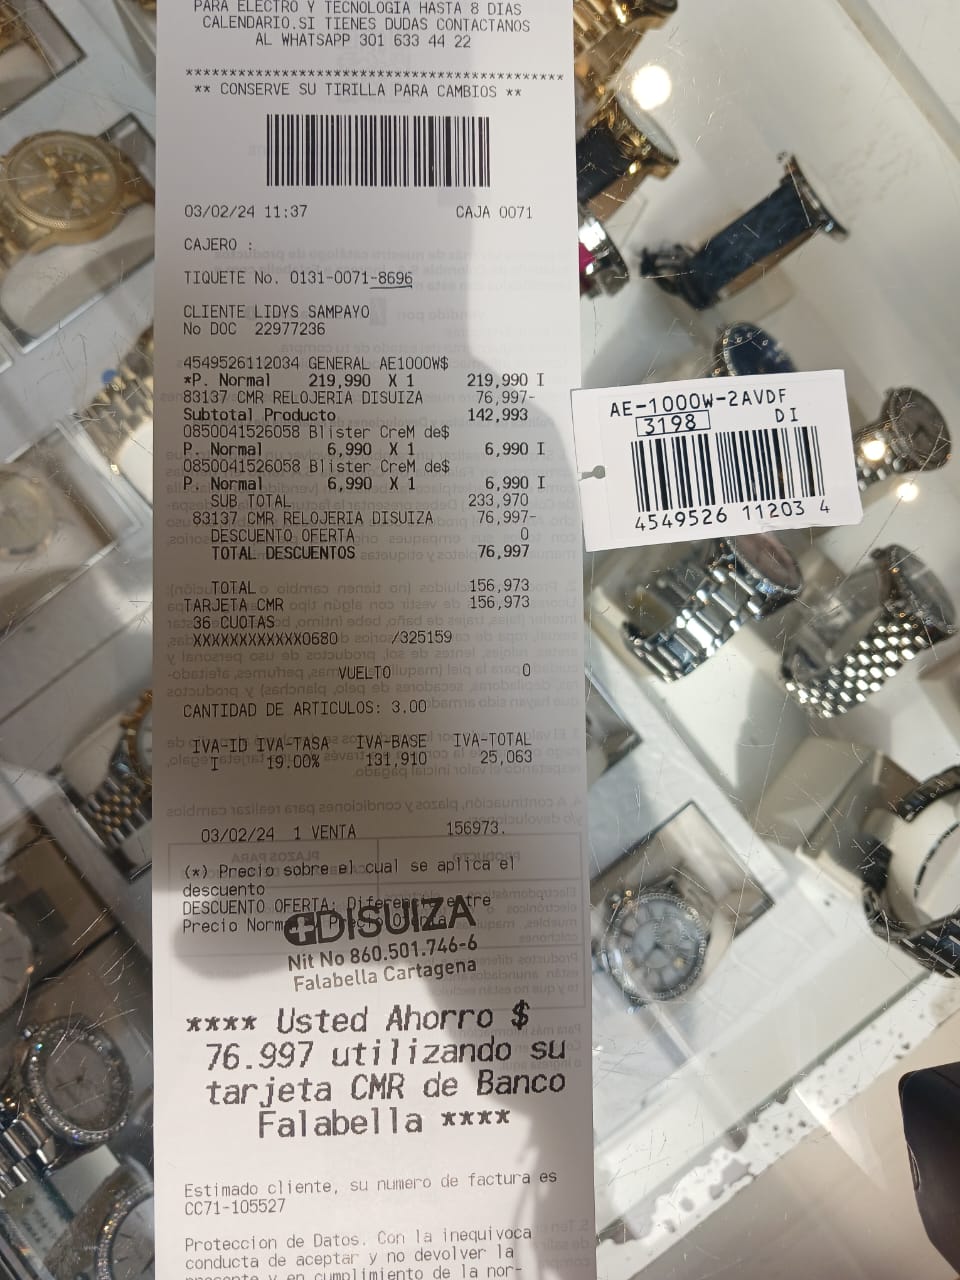 PARA ELECTRO Y TECNOLOGIA HASTA 8 DIAS
CALENDARIO.SI TIENES DUDAS CONTACTANOS
AL WHATSAPP 301 633 44 22
*******************************************
** CONSERVE SU TIRILLA PARA CAMBIOS **
03/02/24 11:37 CAJA 0071
CAJERO :
TIQUETE No. 0131-0071-8696
CLIENTE LIDYS SAMPAYO
No DOC 22977236
4549526112034 GENERAL AE1000W$
*P. Normal 219,990 X 1 219,990 I
83137 CMR RELOJERIA DISUIZA 76,997-
Subtotal Producto 142,993
0850041526058 Blister CreM de$
P. Normal 6,990 X 1 6,990 I
0850041526058 Blister CreM de$
P. Normal 6,990 X 1 6,990 I
SUB TOTAL 233,970
83137 CMR RELOJERIA DISUIZA 76,997-
DESCUENTO OFERTA 0
TOTAL DESCUENTOS 76,997
TOTAL 156,973
TARJETA CMR 156,973
36 CUOTAS
XXXXXXXXXXXX0680 /325159
VUELTO 0
CANTIDAD DE ARTICULOS: 3.00
IVA-ID IVA-TASA IVA-BASE IVA-TOTAL
I 19.00% 131,910 25,063
03/02/24 1 VENTA 156973.
(*) Precio sobre el cual se aplica el
descuento
DESCUENTO OFERTA: Diferencia entre
Precio Norm
DISUIZA
Nit No 860.501.746-6
Falabella Cartagena
**** Usted Ahorro $
76.997 utilizando su
tarjeta CMR de Banco
Falabella ****
Estimado cliente, su numero de factura es
CC71-105527
Proteccion de Datos. Con la inequivoca
conducta de aceptar y no devolver la
presente y en cumplimiento de la nor-
AE-1000W-2AVDF
3198 DI
4549526 11203 4